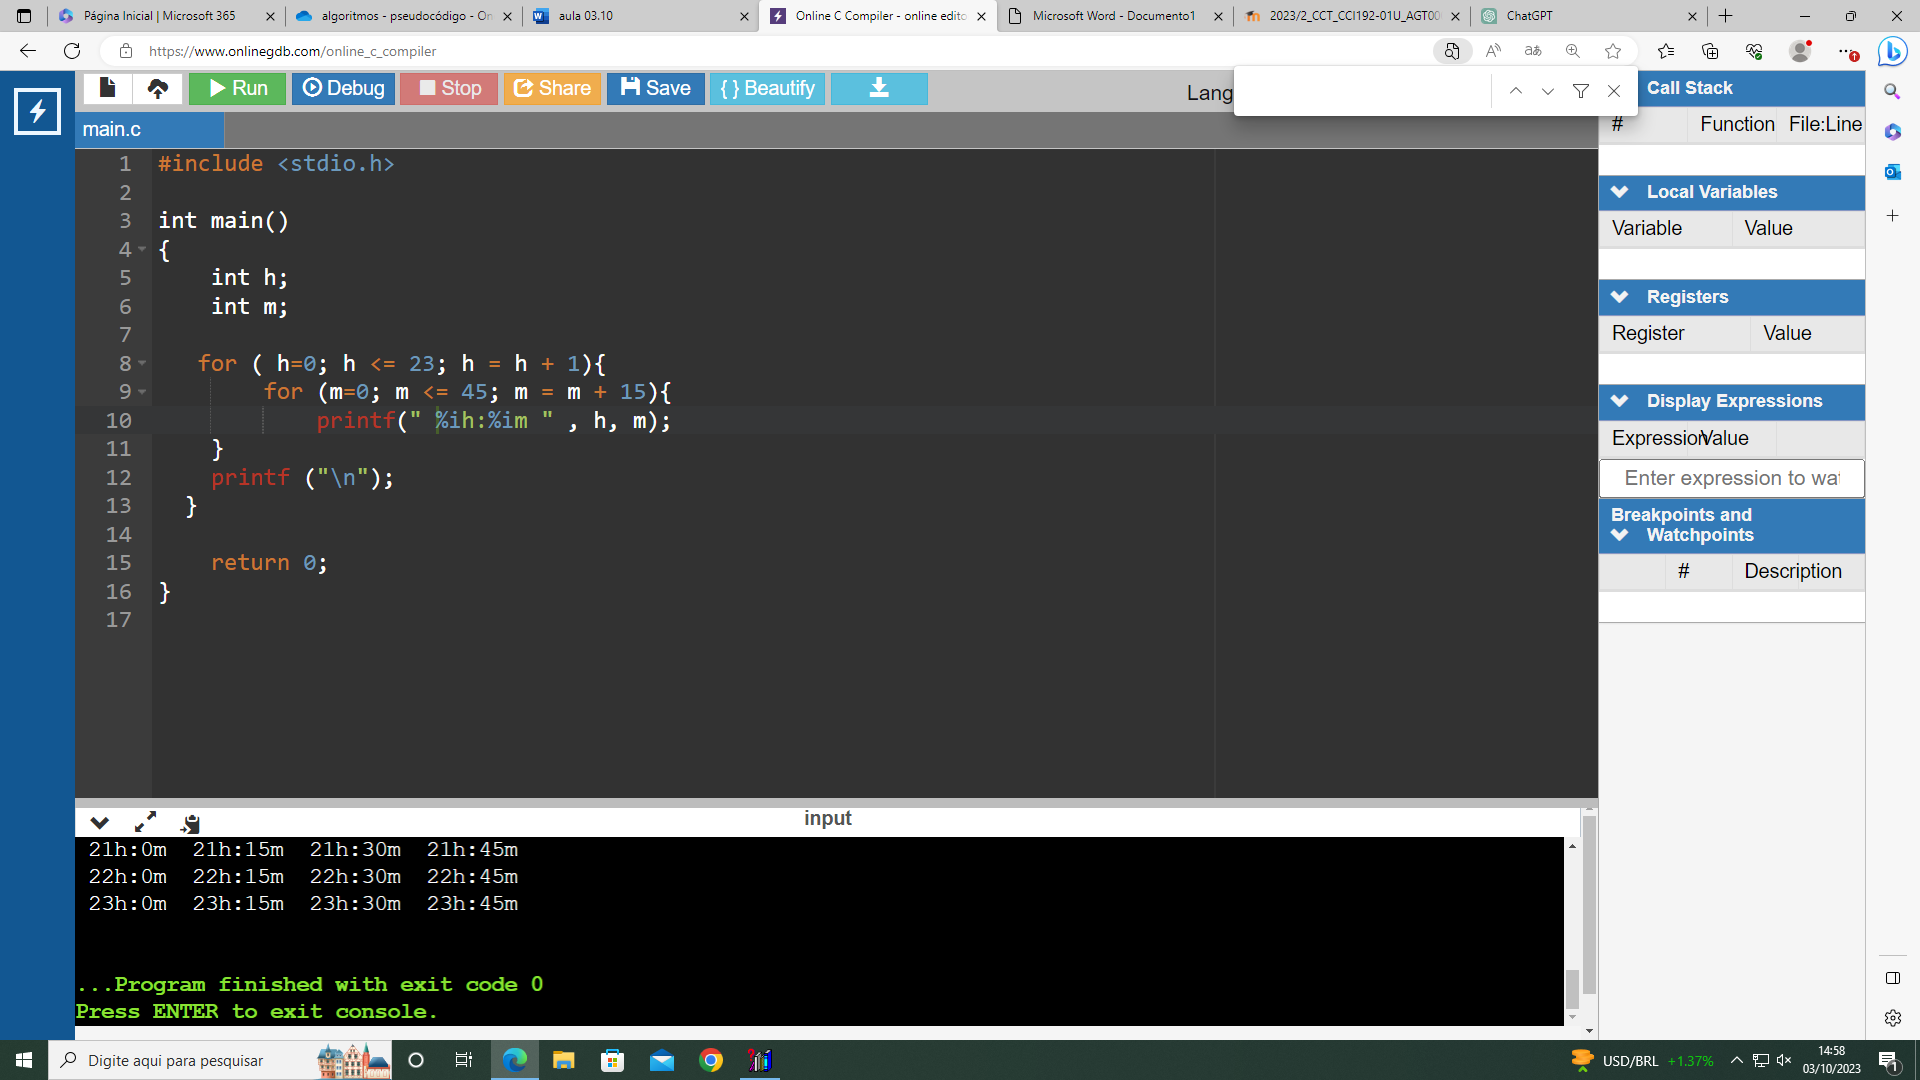 Página Inicial | Microsoft 365
algoritmos - pseudocódigo - On
aula 03.10
Online C Compiler - online edito
Microsoft Word - Documento1
2023/2_CCT_CCI192-01U_AGT00
ChatGPT
https://www.onlinegdb.com/online_c_compiler
Run
Debug
Stop
Share
Save
{ } Beautify
Lang
main.c
1 #include <stdio.h>
2
3 int main()
4 {
5 int h;
6 int m;
7
8 for ( h=0; h <= 23; h = h + 1){
9 for (m=0; m <= 45; m = m + 15){
10 printf(" %ih:%im " , h, m);
11 }
12 printf ("\n");
13 }
14
15 return 0;
16 }
17
Call Stack
# Function File:Line
Local Variables
Variable Value
Registers
Register Value
Display Expressions
Expression Value
Enter expression to wat
Breakpoints and
Watchpoints
# Description
input
21h:0m 21h:15m 21h:30m 21h:45m
22h:0m 22h:15m 22h:30m 22h:45m
23h:0m 23h:15m 23h:30m 23h:45m
...Program finished with exit code 0
Press ENTER to exit console.
Digite aqui para pesquisar
USD/BRL +1.37%
14:58
03/10/2023
1